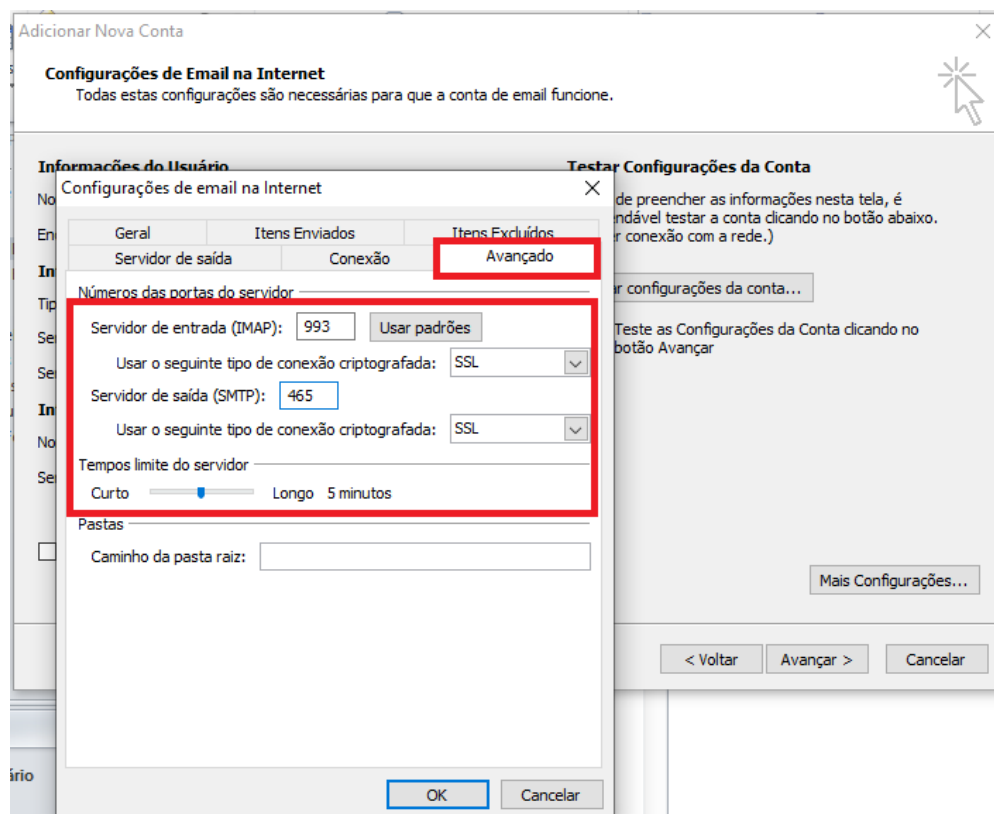 Adicionar Nova Conta
Configurações de Email na Internet
Todas estas configurações são necessárias para que a conta de email funcione.
Informações do Usuário
Testar Configurações da Conta
de preencher as informações nesta tela, é
testar a conta clicando no botão abaixo.
conexão com a rede.)
configurações da conta...
Teste as Configurações da Conta clicando no
botão Avançar
Mais Configurações...
< Voltar
Avançar >
Cancelar
Configurações de email na Internet
Geral
Itens Enviados
Itens Excluídos
Servidor de saída
Conexão
Avançado
Números das portas do servidor
Servidor de entrada (IMAP): 993 Usar padrões
Usar o seguinte tipo de conexão criptografada: SSL
Servidor de saída (SMTP): 465
Usar o seguinte tipo de conexão criptografada: SSL
Tempos limite do servidor
Curto Longo 5 minutos
Pastas
Caminho da pasta raiz:
OK
Cancelar